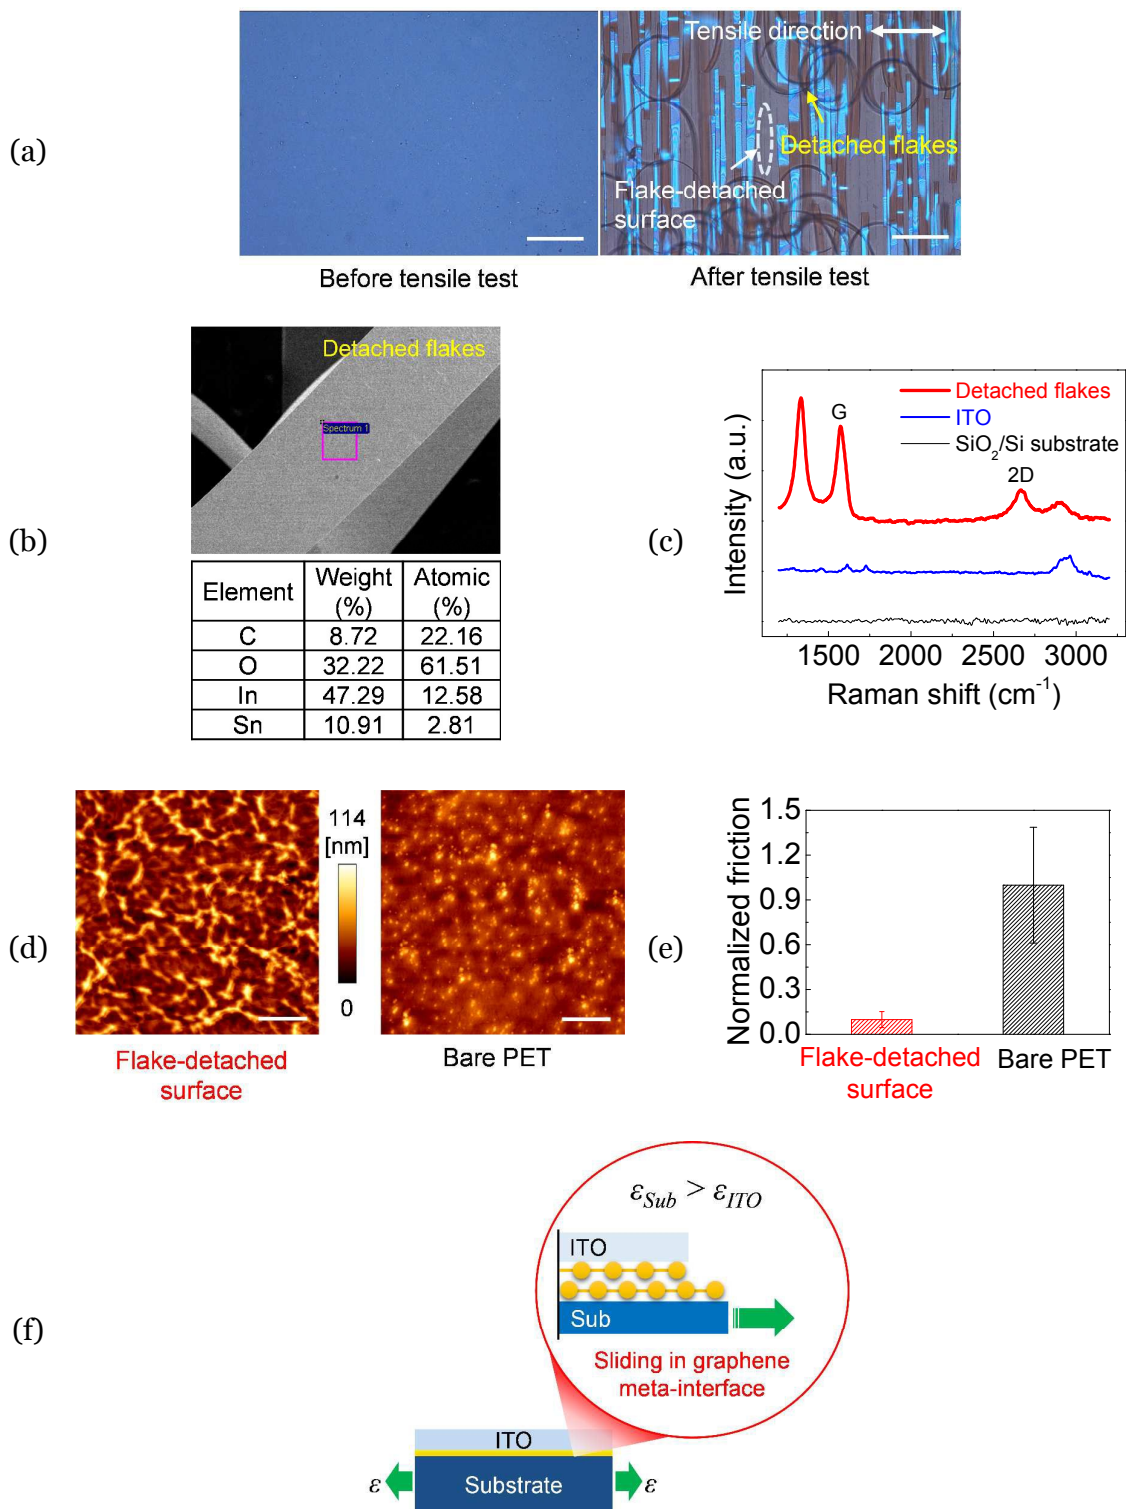 (a)
Tensile direction
Detached flakes
Flake-detached
surface
Before tensile test
After tensile test
(b)
Detached flakes
Spectrum 1
Element Weight (%) Atomic (%)
C 8.72 22.16
O 32.22 61.51
In 47.29 12.58
Sn 10.91 2.81
(c)
Intensity (a.u.)
Detached flakes
ITO
SiO₂/Si substrate
G
2D
1500 2000 2500 3000
Raman shift (cm⁻¹)
(d)
114
[nm]
0
Flake-detached
surface
Bare PET
(e)
Normalized friction
1.5
1.2
0.9
0.6
0.3
0.0
Flake-detached
surface
Bare PET
(f)
ε_Sub > ε_ITO
ITO
Sub
Sliding in graphene
meta-interface
ITO
ε Substrate ε